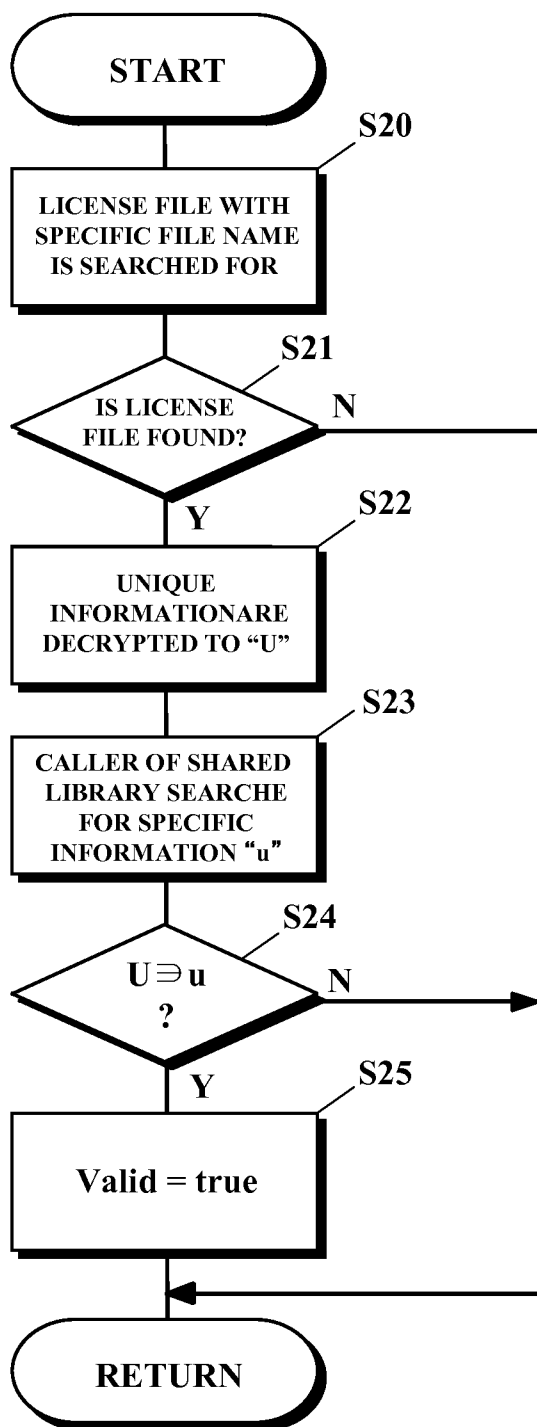 START
S20
LICENSE FILE WITH
SPECIFIC FILE NAME
IS SEARCHED FOR
S21
IS LICENSE
FILE FOUND?
N
Y
S22
UNIQUE
INFORMATIONARE
DECRYPTED TO “U”
S23
CALLER OF SHARED
LIBRARY SEARCHE
FOR SPECIFIC
INFORMATION “u”
S24
U∋u
?
N
Y
S25
Valid = true
RETURN